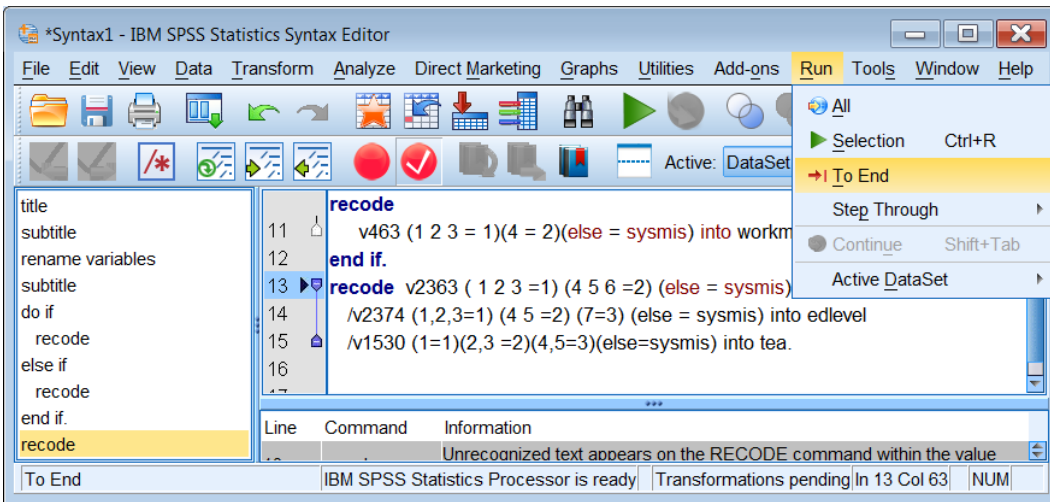 *Syntax1 - IBM SPSS Statistics Syntax Editor
File Edit View Data Transform Analyze Direct Marketing Graphs Utilities Add-ons Run Tools Window Help
All
Selection Ctrl+R
To End
Step Through
Continue Shift+Tab
Active DataSet
/*
Active: DataSet
title
subtitle
rename variables
subtitle
do if
recode
else if
recode
end if.
recode
recode
11 v463 (1 2 3 = 1)(4 = 2)(else = sysmis) into workm
12 end if.
13 recode v2363 ( 1 2 3 =1) (4 5 6 =2) (else = sysmis)
14 /v2374 (1,2,3=1) (4 5 =2) (7=3) (else = sysmis) into edlevel
15 /v1530 (1=1)(2,3 =2)(4,5=3)(else=sysmis) into tea.
16
Line Command Information
Unrecognized text appears on the RECODE command within the value
To End IBM SPSS Statistics Processor is ready Transformations pending In 13 Col 63 NUM